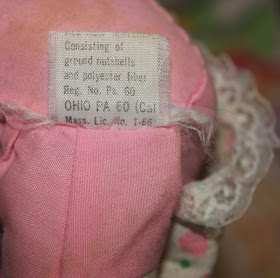 Consisting of
ground nutshells
and polyester fiber
Reg. No. Pa. 60
OHIO PA 60 (Cal
Mass. Lic. No. 1-66